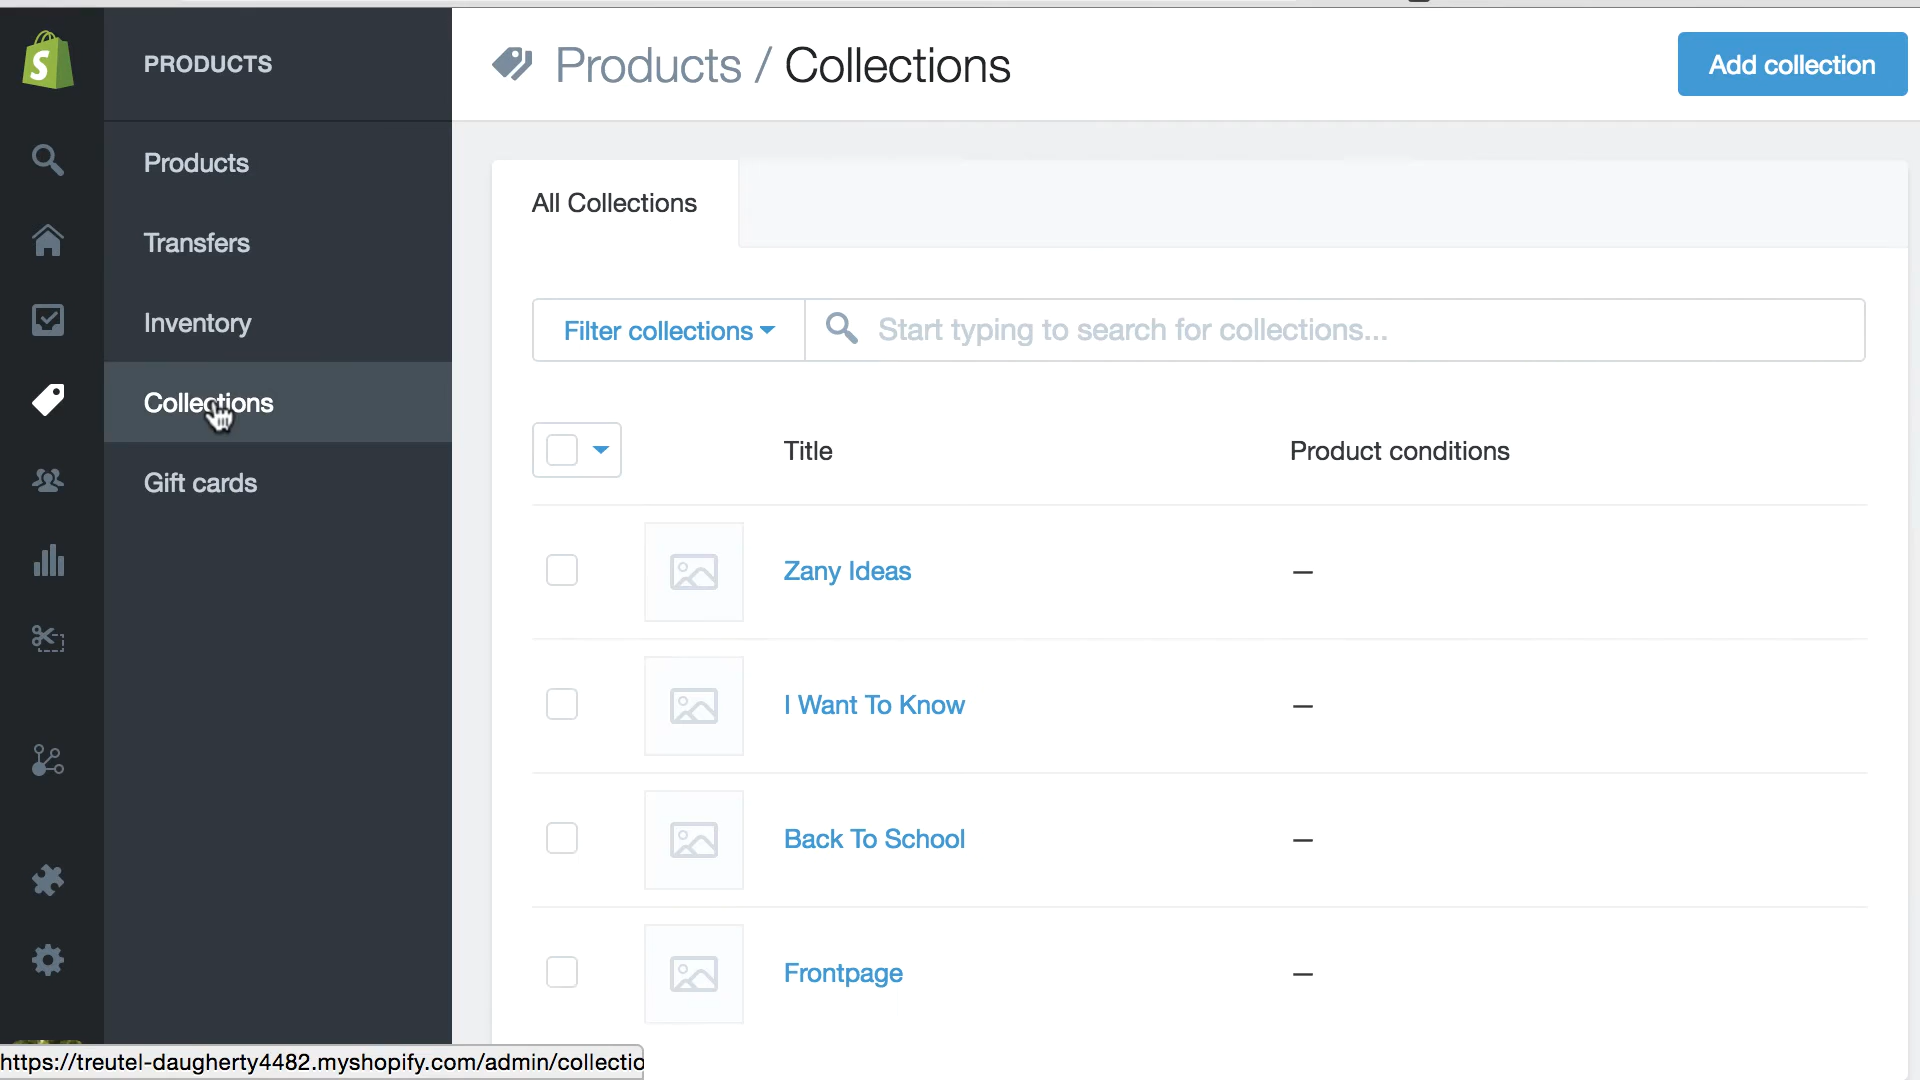 PRODUCTS
Products
Transfers
Inventory
Collections
Gift cards
Products / Collections
Add collection
All Collections
Filter collections
Start typing to search for collections...
Title
Product conditions
Zany Ideas
—
I Want To Know
—
Back To School
—
Frontpage
—
https://treutel-daugherty4482.myshopify.com/admin/collectio